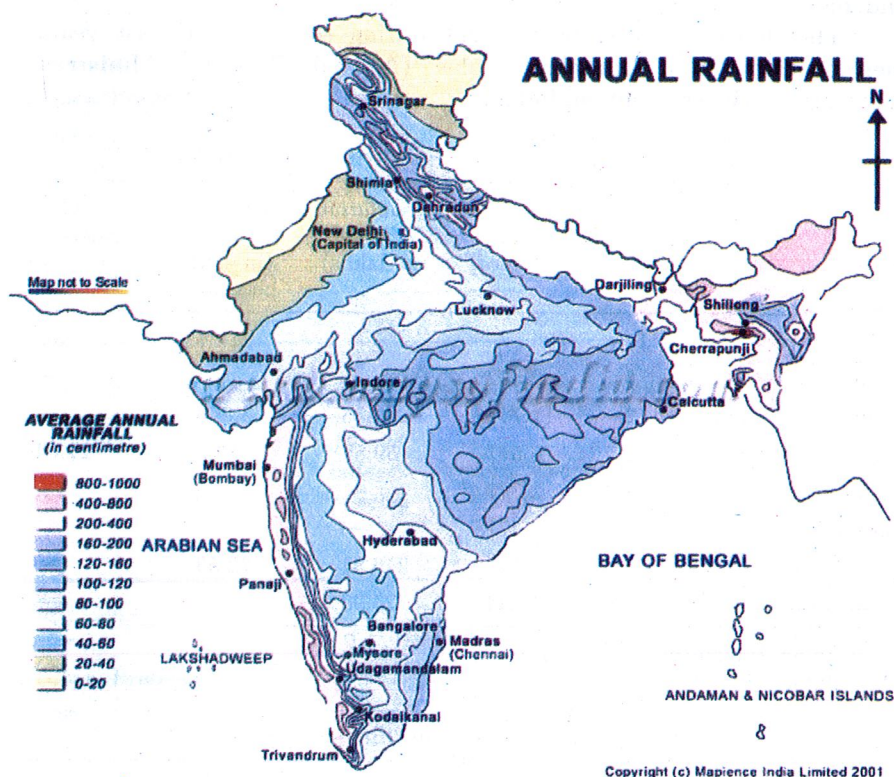 ANNUAL RAINFALL
N
Srinagar
Shimla
Dehradun
New Delhi
(Capital of India)
Map not to Scale
Lucknow
Darjiling
Shillong
Cherrapunji
Ahmadabad
Indore
Calcutta
AVERAGE ANNUAL
RAINFALL
(in centimetre)
800-1000
400-800
200-400
160-200
120-160
100-120
80-100
60-80
40-60
20-40
0-20
Mumbai
(Bombay)
ARABIAN SEA
Hyderabad
BAY OF BENGAL
Panaji
Bangalore
Madras
(Chennai)
Mysore
LAKSHADWEEP
Udagamandalam
ANDAMAN & NICOBAR ISLANDS
Kodaikanal
Trivandrum
Copyright (c) Mapience India Limited 2001